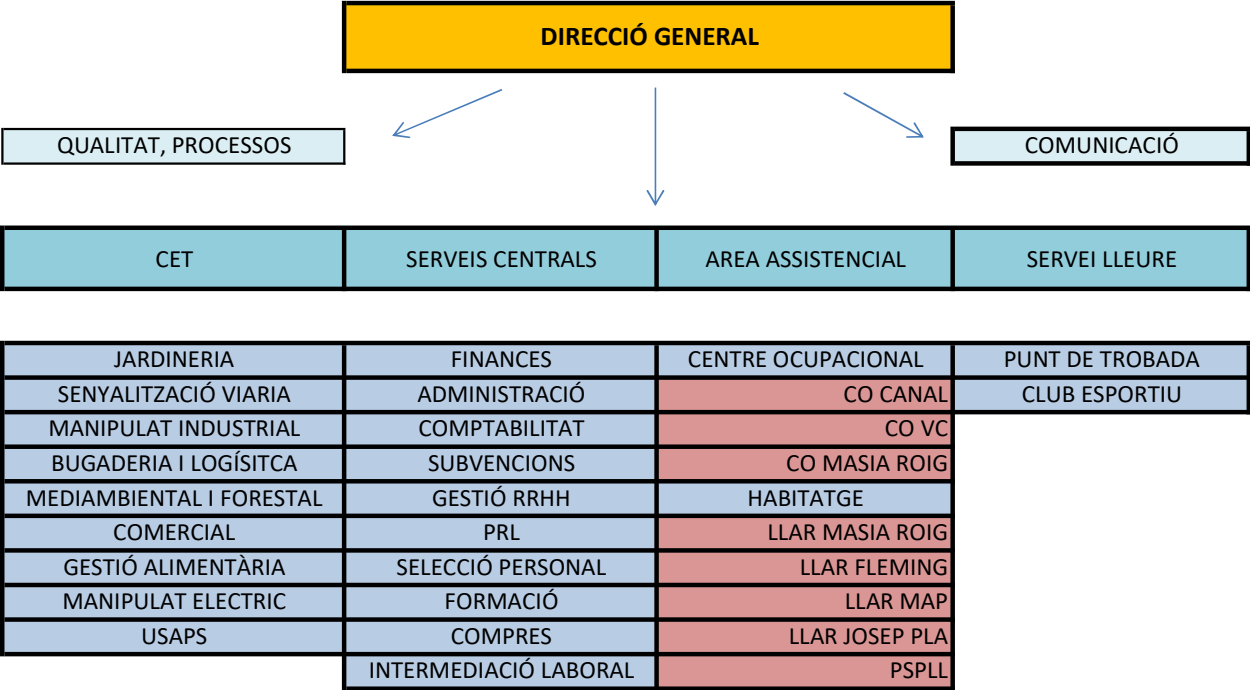 DIRECCIÓ GENERAL
QUALITAT, PROCESSOS
COMUNICACIÓ
CET
SERVEIS CENTRALS
AREA ASSISTENCIAL
SERVEI LLEURE
JARDINERIA
FINANCES
CENTRE OCUPACIONAL
PUNT DE TROBADA
SENYALITZACIÓ VIARIA
ADMINISTRACIÓ
CO CANAL
CLUB ESPORTIU
MANIPULAT INDUSTRIAL
COMPTABILITAT
CO VC
BUGADERIA I LOGÍSITCA
SUBVENCIONS
CO MASIA ROIG
MEDIAMBIENTAL I FORESTAL
GESTIÓ RRHH
HABITATGE
COMERCIAL
PRL
LLAR MASIA ROIG
GESTIÓ ALIMENTÀRIA
SELECCIÓ PERSONAL
LLAR FLEMING
MANIPULAT ELECTRIC
FORMACIÓ
LLAR MAP
USAPS
COMPRES
LLAR JOSEP PLA
INTERMEDIACIÓ LABORAL
PSPLL